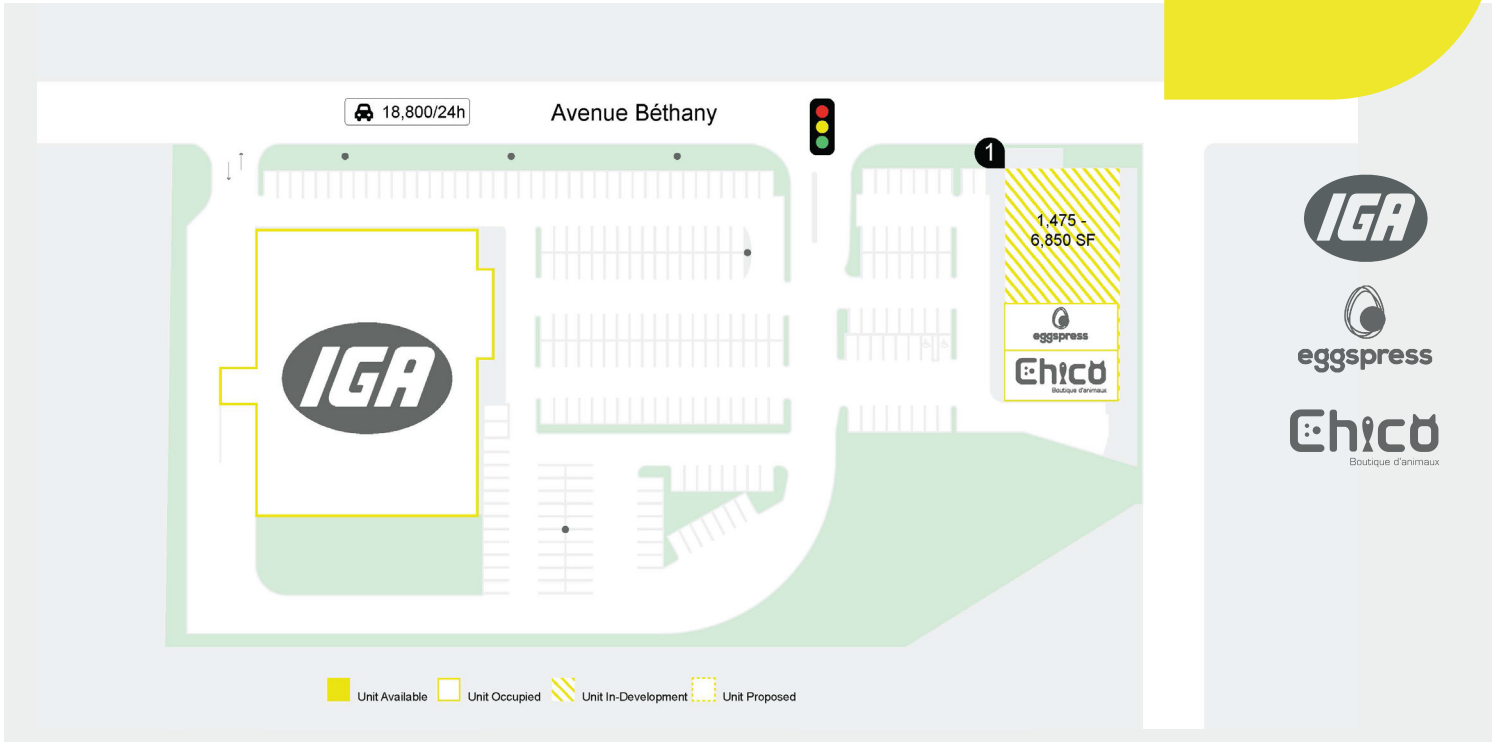 18,800/24h
Avenue Béthany
1
1,475 -
6,850 SF
IGA
eggspress
Chico
Boutique d'animaux
IGA
eggspress
Chico
Boutique d'animaux
Unit Available
Unit Occupied
Unit In-Development
Unit Proposed